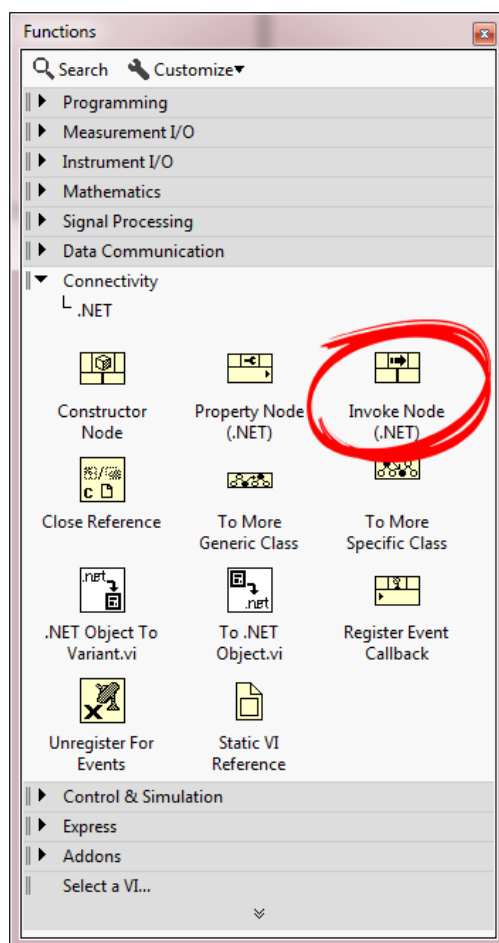 Functions
Search Customize▾
Programming
Measurement I/O
Instrument I/O
Mathematics
Signal Processing
Data Communication
Connectivity
.NET
Constructor Node
Property Node (.NET)
Invoke Node (.NET)
C
Close Reference
To More Generic Class
To More Specific Class
.net
.NET Object To Variant.vi
.net
To .NET Object.vi
Register Event Callback
Unregister For Events
Static VI Reference
Control & Simulation
Express
Addons
Select a VI...